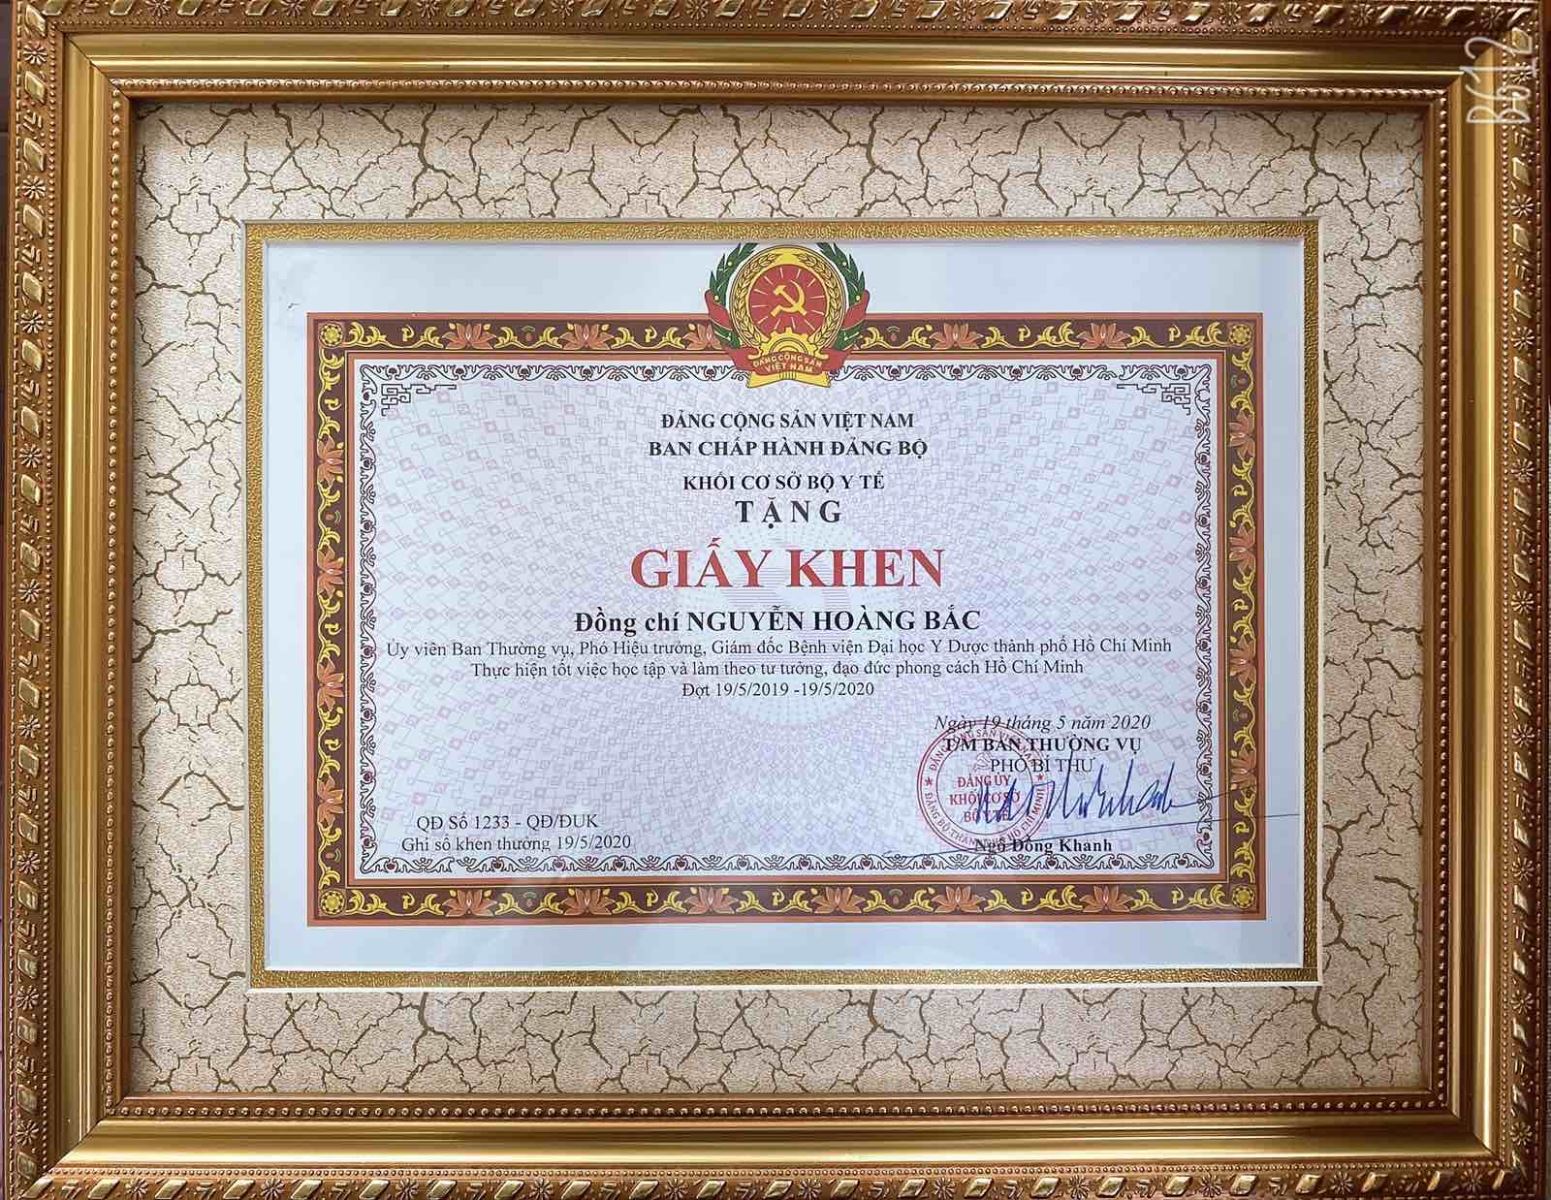 ĐẢNG CỘNG SẢN
VIỆT NAM
ĐẢNG CỘNG SẢN VIỆT NAM
BAN CHẤP HÀNH ĐẢNG BỘ
KHỐI CƠ SỞ BỘ Y TẾ
TẶNG
GIẤY KHEN
Đồng chí NGUYỄN HOÀNG BẮC
Ủy viên Ban Thường vụ, Phó Hiệu trưởng, Giám đốc Bệnh viện Đại học Y Dược thành phố Hồ Chí Minh
Thực hiện tốt việc học tập và làm theo tư tưởng, đạo đức phong cách Hồ Chí Minh
Đợt 19/5/2019 -19/5/2020
Ngày 19 tháng 5 năm 2020
T/M BAN THƯỜNG VỤ
PHÓ BÍ THƯ
ĐẢNG ỦY
KHỐI CƠ SỞ
Ngô Đồng Khanh
QĐ Số 1233 - QĐ/ĐUK
Ghi sổ khen thưởng 19/5/2020
B612